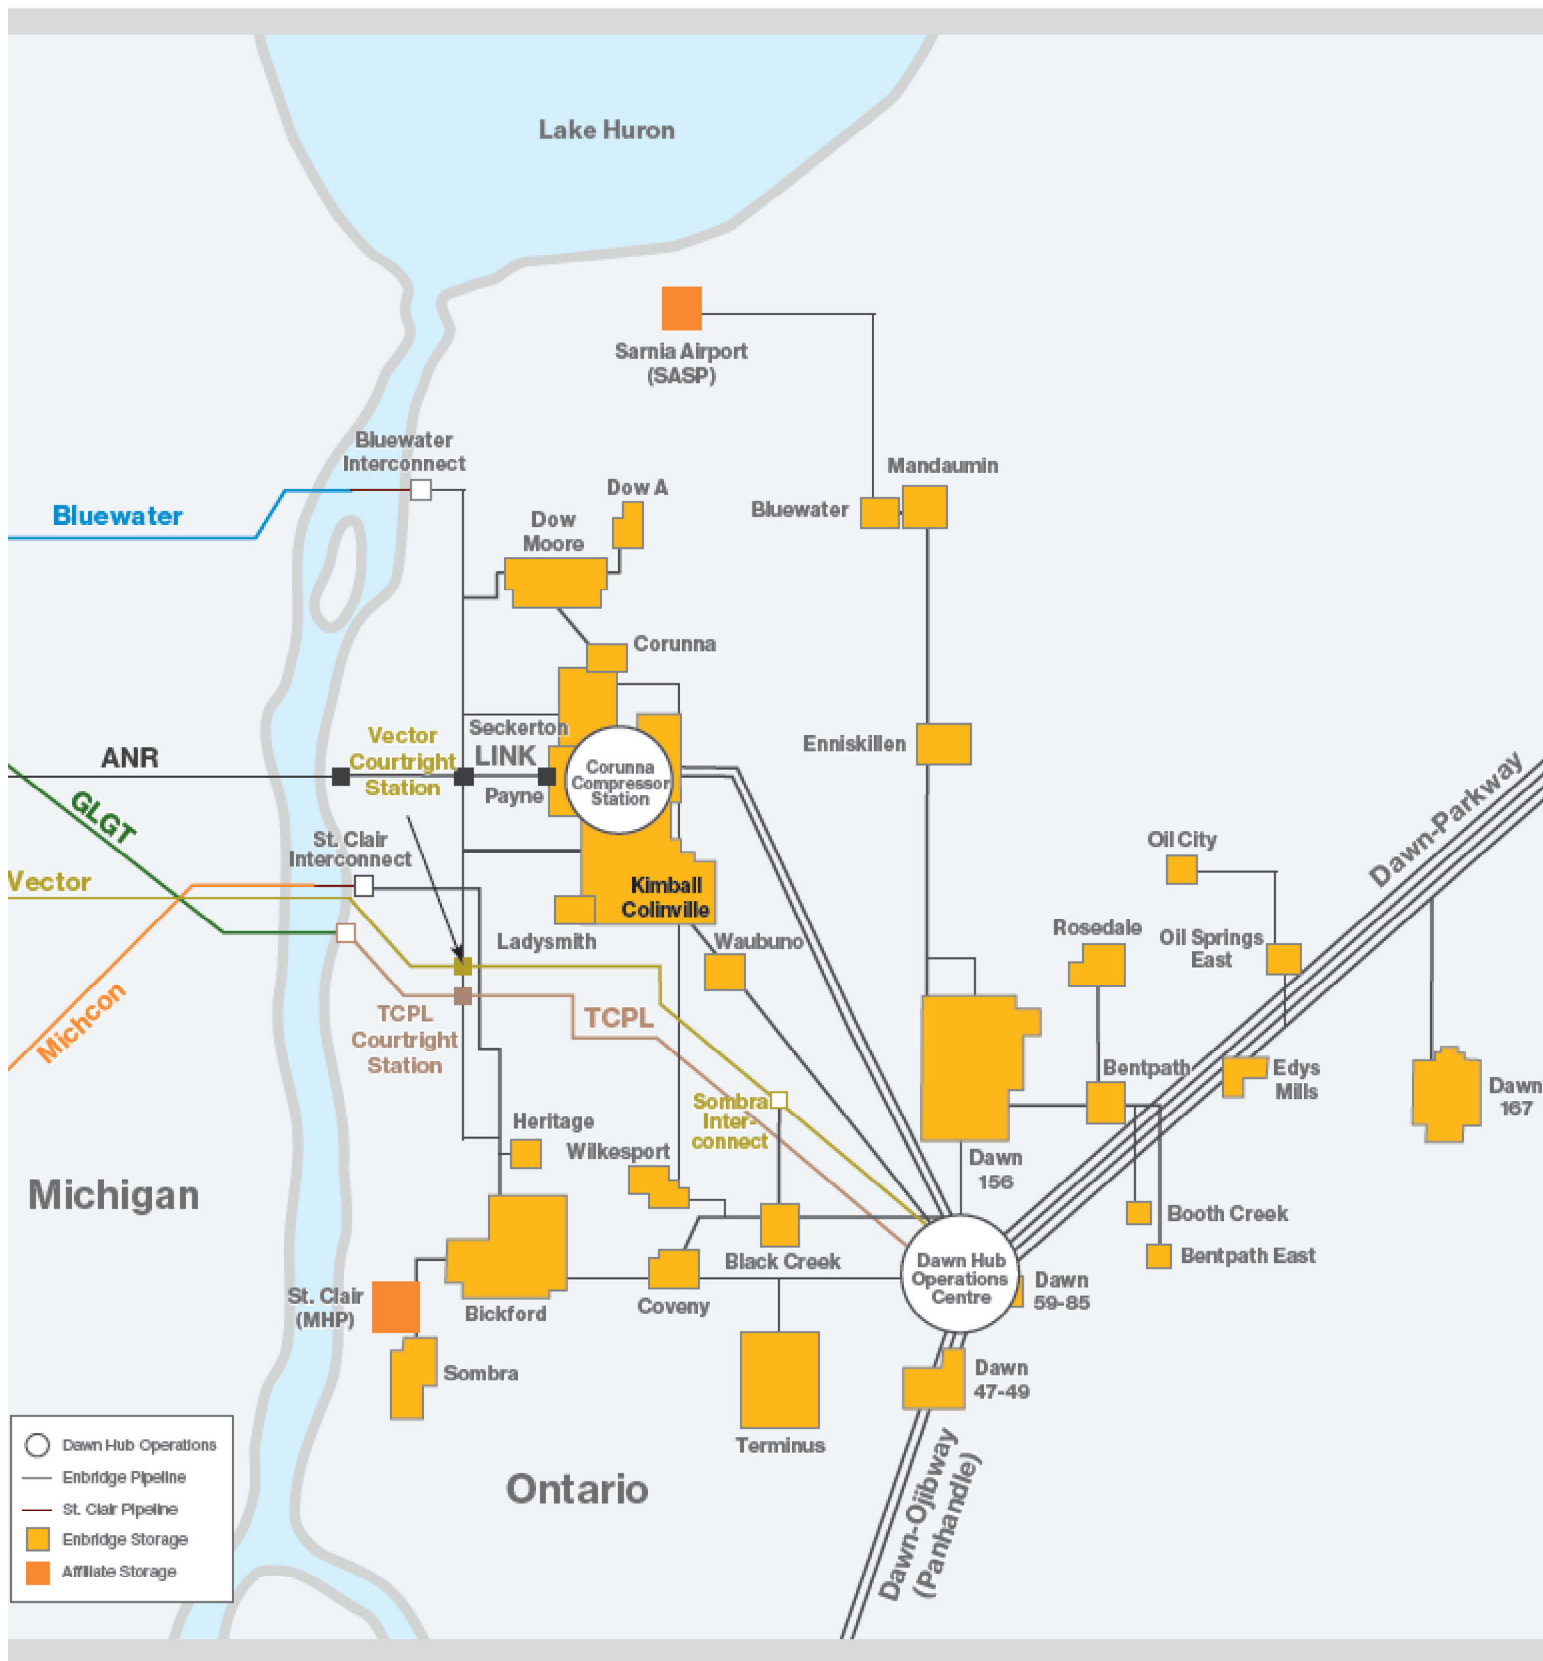 Lake Huron
Sarnia Airport
(SASP)
Bluewater
Interconnect
Mandaumin
Dow A
Bluewater
Bluewater
Dow
Moore
Corunna
Seckerton
Vector
Courtright
Station
LINK
Enniskillen
ANR
Corunna
Compressor
Station
Payne
GLGT
Dawn-Parkway
St. Clair
Interconnect
Oil City
Vector
Kimball
Colinville
Ladysmith
Waubuno
Rosedale
Oil Springs
East
Michcon
TCPL
Courtright
Station
TCPL
Bentpath
Edys
Mills
Dawn
167
Sombra
Inter-
connect
Heritage
Wilkesport
Dawn
156
Michigan
Booth Creek
Black Creek
Bentpath East
Dawn Hub
Operations
Centre
Dawn
59-85
St. Clair
(MHP)
Bickford
Coveny
Sombra
Dawn
47-49
Terminus
Ontario
Dawn-Ojibway
(Panhandle)
Dawn Hub Operations
Enbridge Pipeline
St. Clair Pipeline
Enbridge Storage
Affiliate Storage